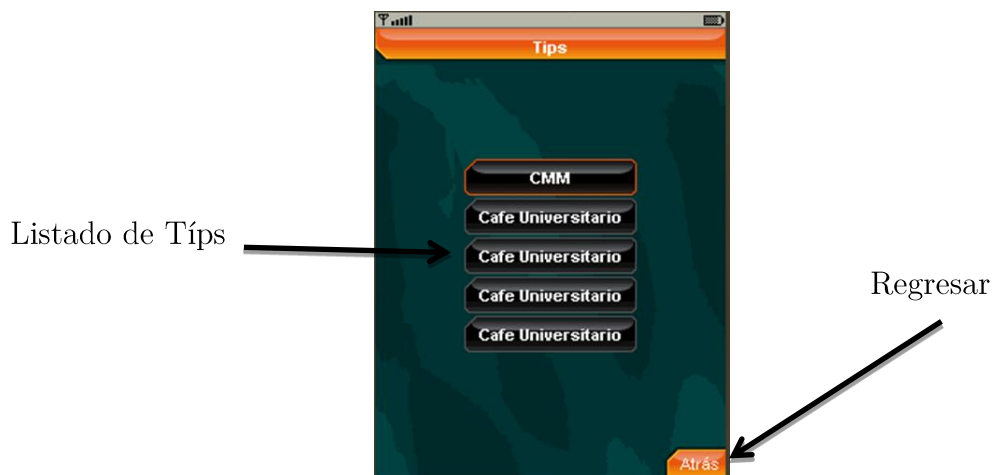 Tips
CMM
Cafe Universitario
Listado de Típs
Cafe Universitario
Cafe Universitario
Regresar
Cafe Universitario
Atrás